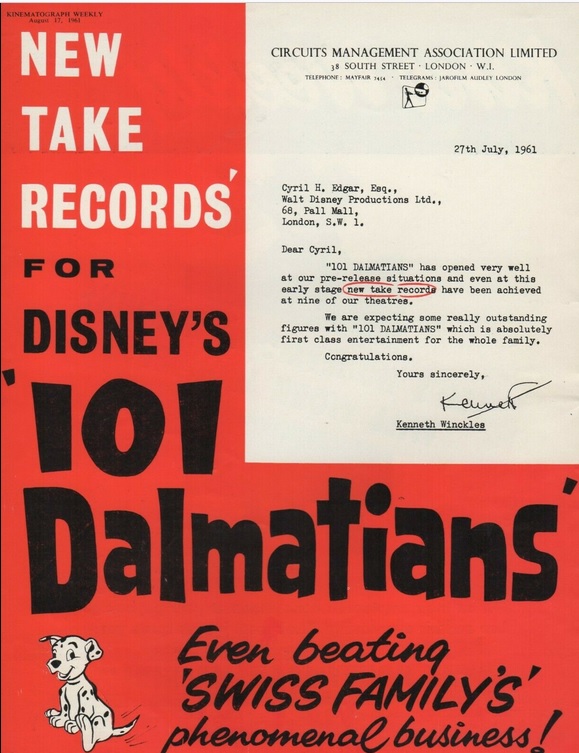 KINEMATOGRAPH WEEKLY
August 17, 1961
NEW
TAKE
RECORDS'
FOR
DISNEY'S
'101
Dalmatians'
Even beating
'SWISS FAMILY'S'
phenomenal business!
CIRCUITS MANAGEMENT ASSOCIATION LIMITED
38 SOUTH STREET · LONDON · W.1.
TELEPHONE: MAYFAIR 7454 · TELEGRAMS: JAROFILM AUDLEY LONDON
27th July, 1961
Cyril H. Edgar, Esq.,
Walt Disney Productions Ltd.,
68, Pall Mall,
London, S.W. 1.
Dear Cyril,
"101 DALMATIANS" has opened very well
at our pre-release situations and even at this
early stage new take records have been achieved
at nine of our theatres.
We are expecting some really outstanding
figures with "101 DALMATIANS" which is absolutely
first class entertainment for the whole family.
Congratulations.
Yours sincerely,
Kenneth
Kenneth Winckles